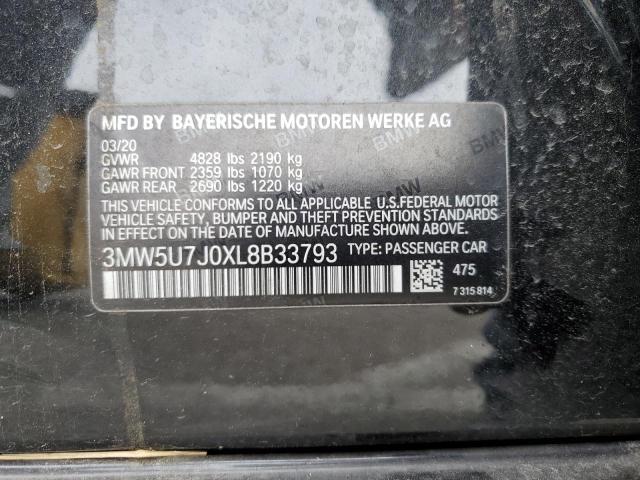 MFD BY BAYERISCHE MOTOREN WERKE AG
03/20
GVWR 4828 lbs 2190 kg
GAWR FRONT 2359 lbs 1070 kg
GAWR REAR 2690 lbs 1220 kg
THIS VEHICLE CONFORMS TO ALL APPLICABLE U.S.FEDERAL MOTOR
VEHICLE SAFETY, BUMPER AND THEFT PREVENTION STANDARDS
IN EFFECT ON THE DATE OF MANUFACTURE SHOWN ABOVE.
3MW5U7J0XL8B33793 TYPE: PASSENGER CAR
475
7 315 814